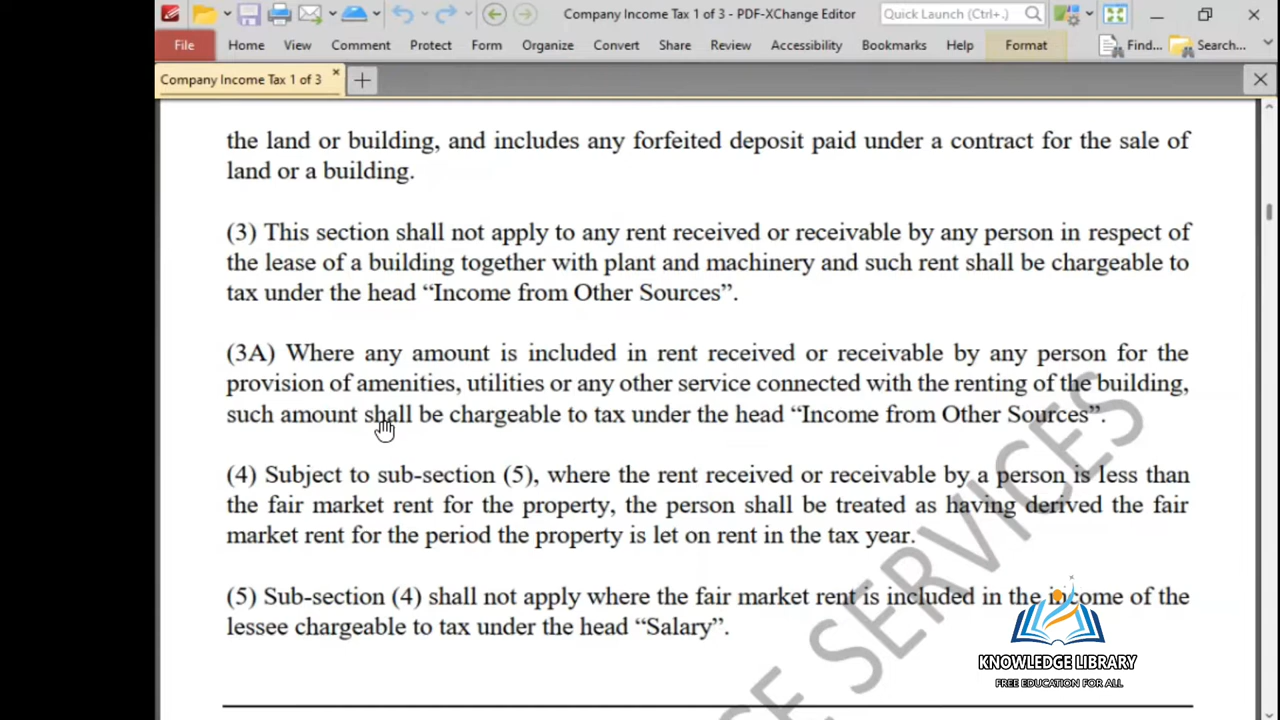 Company Income Tax 1 of 3 - PDF-XChange Editor
Quick Launch (Ctrl+.)
File Home View Comment Protect Form Organize Convert Share Review Accessibility Bookmarks Help Format Find... Search...
Company Income Tax 1 of 3
the land or building, and includes any forfeited deposit paid under a contract for the sale of
land or a building.
(3) This section shall not apply to any rent received or receivable by any person in respect of
the lease of a building together with plant and machinery and such rent shall be chargeable to
tax under the head “Income from Other Sources”.
(3A) Where any amount is included in rent received or receivable by any person for the
provision of amenities, utilities or any other service connected with the renting of the building,
such amount shall be chargeable to tax under the head “Income from Other Sources”.
(4) Subject to sub-section (5), where the rent received or receivable by a person is less than
the fair market rent for the property, the person shall be treated as having derived the fair
market rent for the period the property is let on rent in the tax year.
(5) Sub-section (4) shall not apply where the fair market rent is included in the income of the
lessee chargeable to tax under the head “Salary”.
SERVICES
KNOWLEDGE LIBRARY
FREE EDUCATION FOR ALL